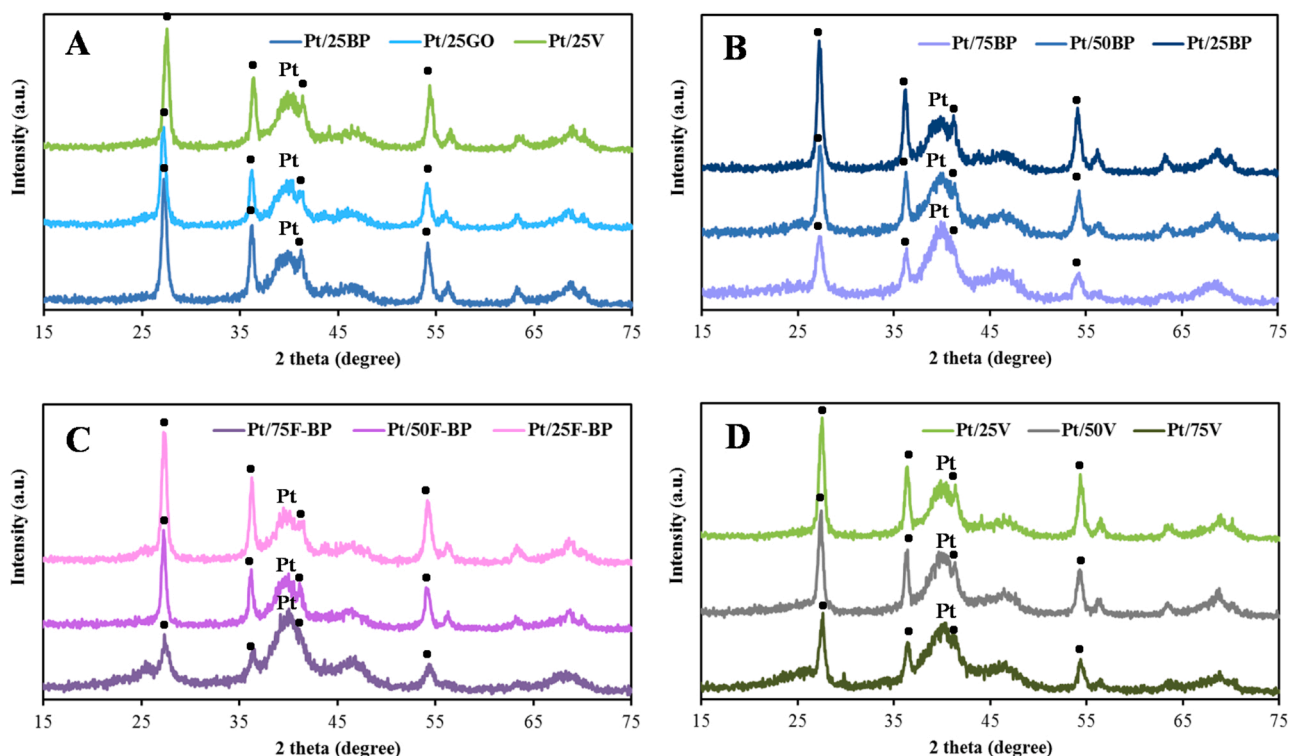 A
Pt/25BP Pt/25GO Pt/25V
Pt
Pt
Pt
Intensity (a.u.)
15 25 35 45 55 65 75
2 theta (degree)
B
Pt/75BP Pt/50BP Pt/25BP
Pt
Pt
Pt
Intensity (a.u.)
15 25 35 45 55 65 75
2 theta (degree)
C
Pt/75F-BP Pt/50F-BP Pt/25F-BP
Pt
Pt
Pt
Intensity (a.u.)
15 25 35 45 55 65 75
2 theta (degree)
D
Pt/25V Pt/50V Pt/75V
Pt
Pt
Pt
Intensity (a.u.)
15 25 35 45 55 65 75
2 theta (degree)